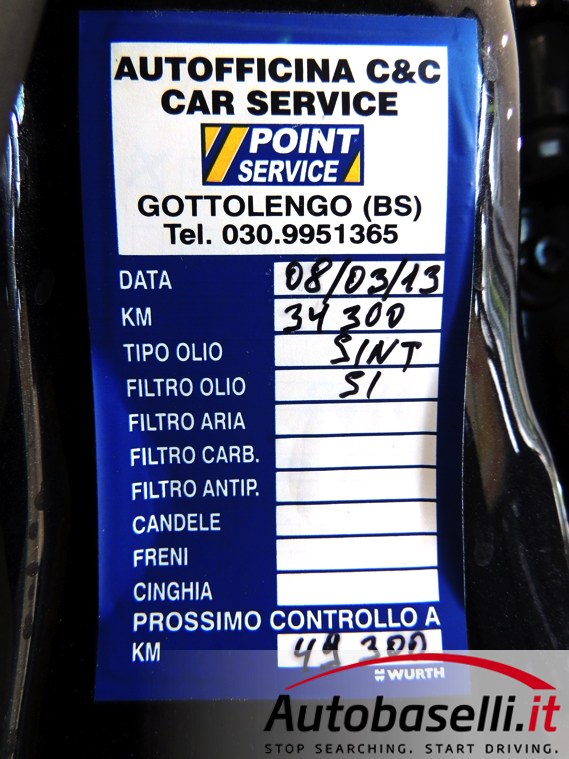 AUTOFFICINA C&C
CAR SERVICE
POINT
SERVICE
GOTTOLENGO (BS)
Tel. 030.9951365
DATA 08/03/13
KM 34300
TIPO OLIO SINT
FILTRO OLIO SI
FILTRO ARIA
FILTRO CARB.
FILTRO ANTIP.
CANDELE
FRENI
CINGHIA
PROSSIMO CONTROLLO A
KM 49300
WURTH
Autobaselli.it
STOP SEARCHING. START DRIVING.